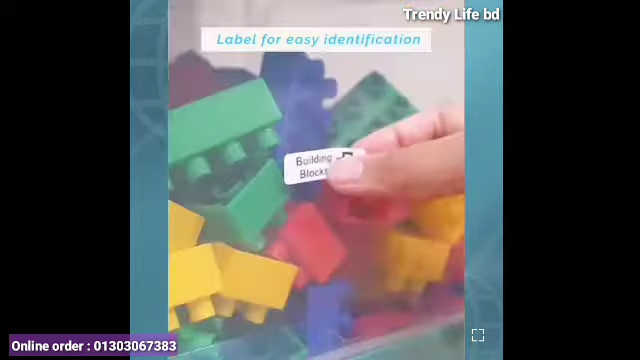 Trendy Life bd
Label for easy identification
Building
Blocks
Online order : 01303067383